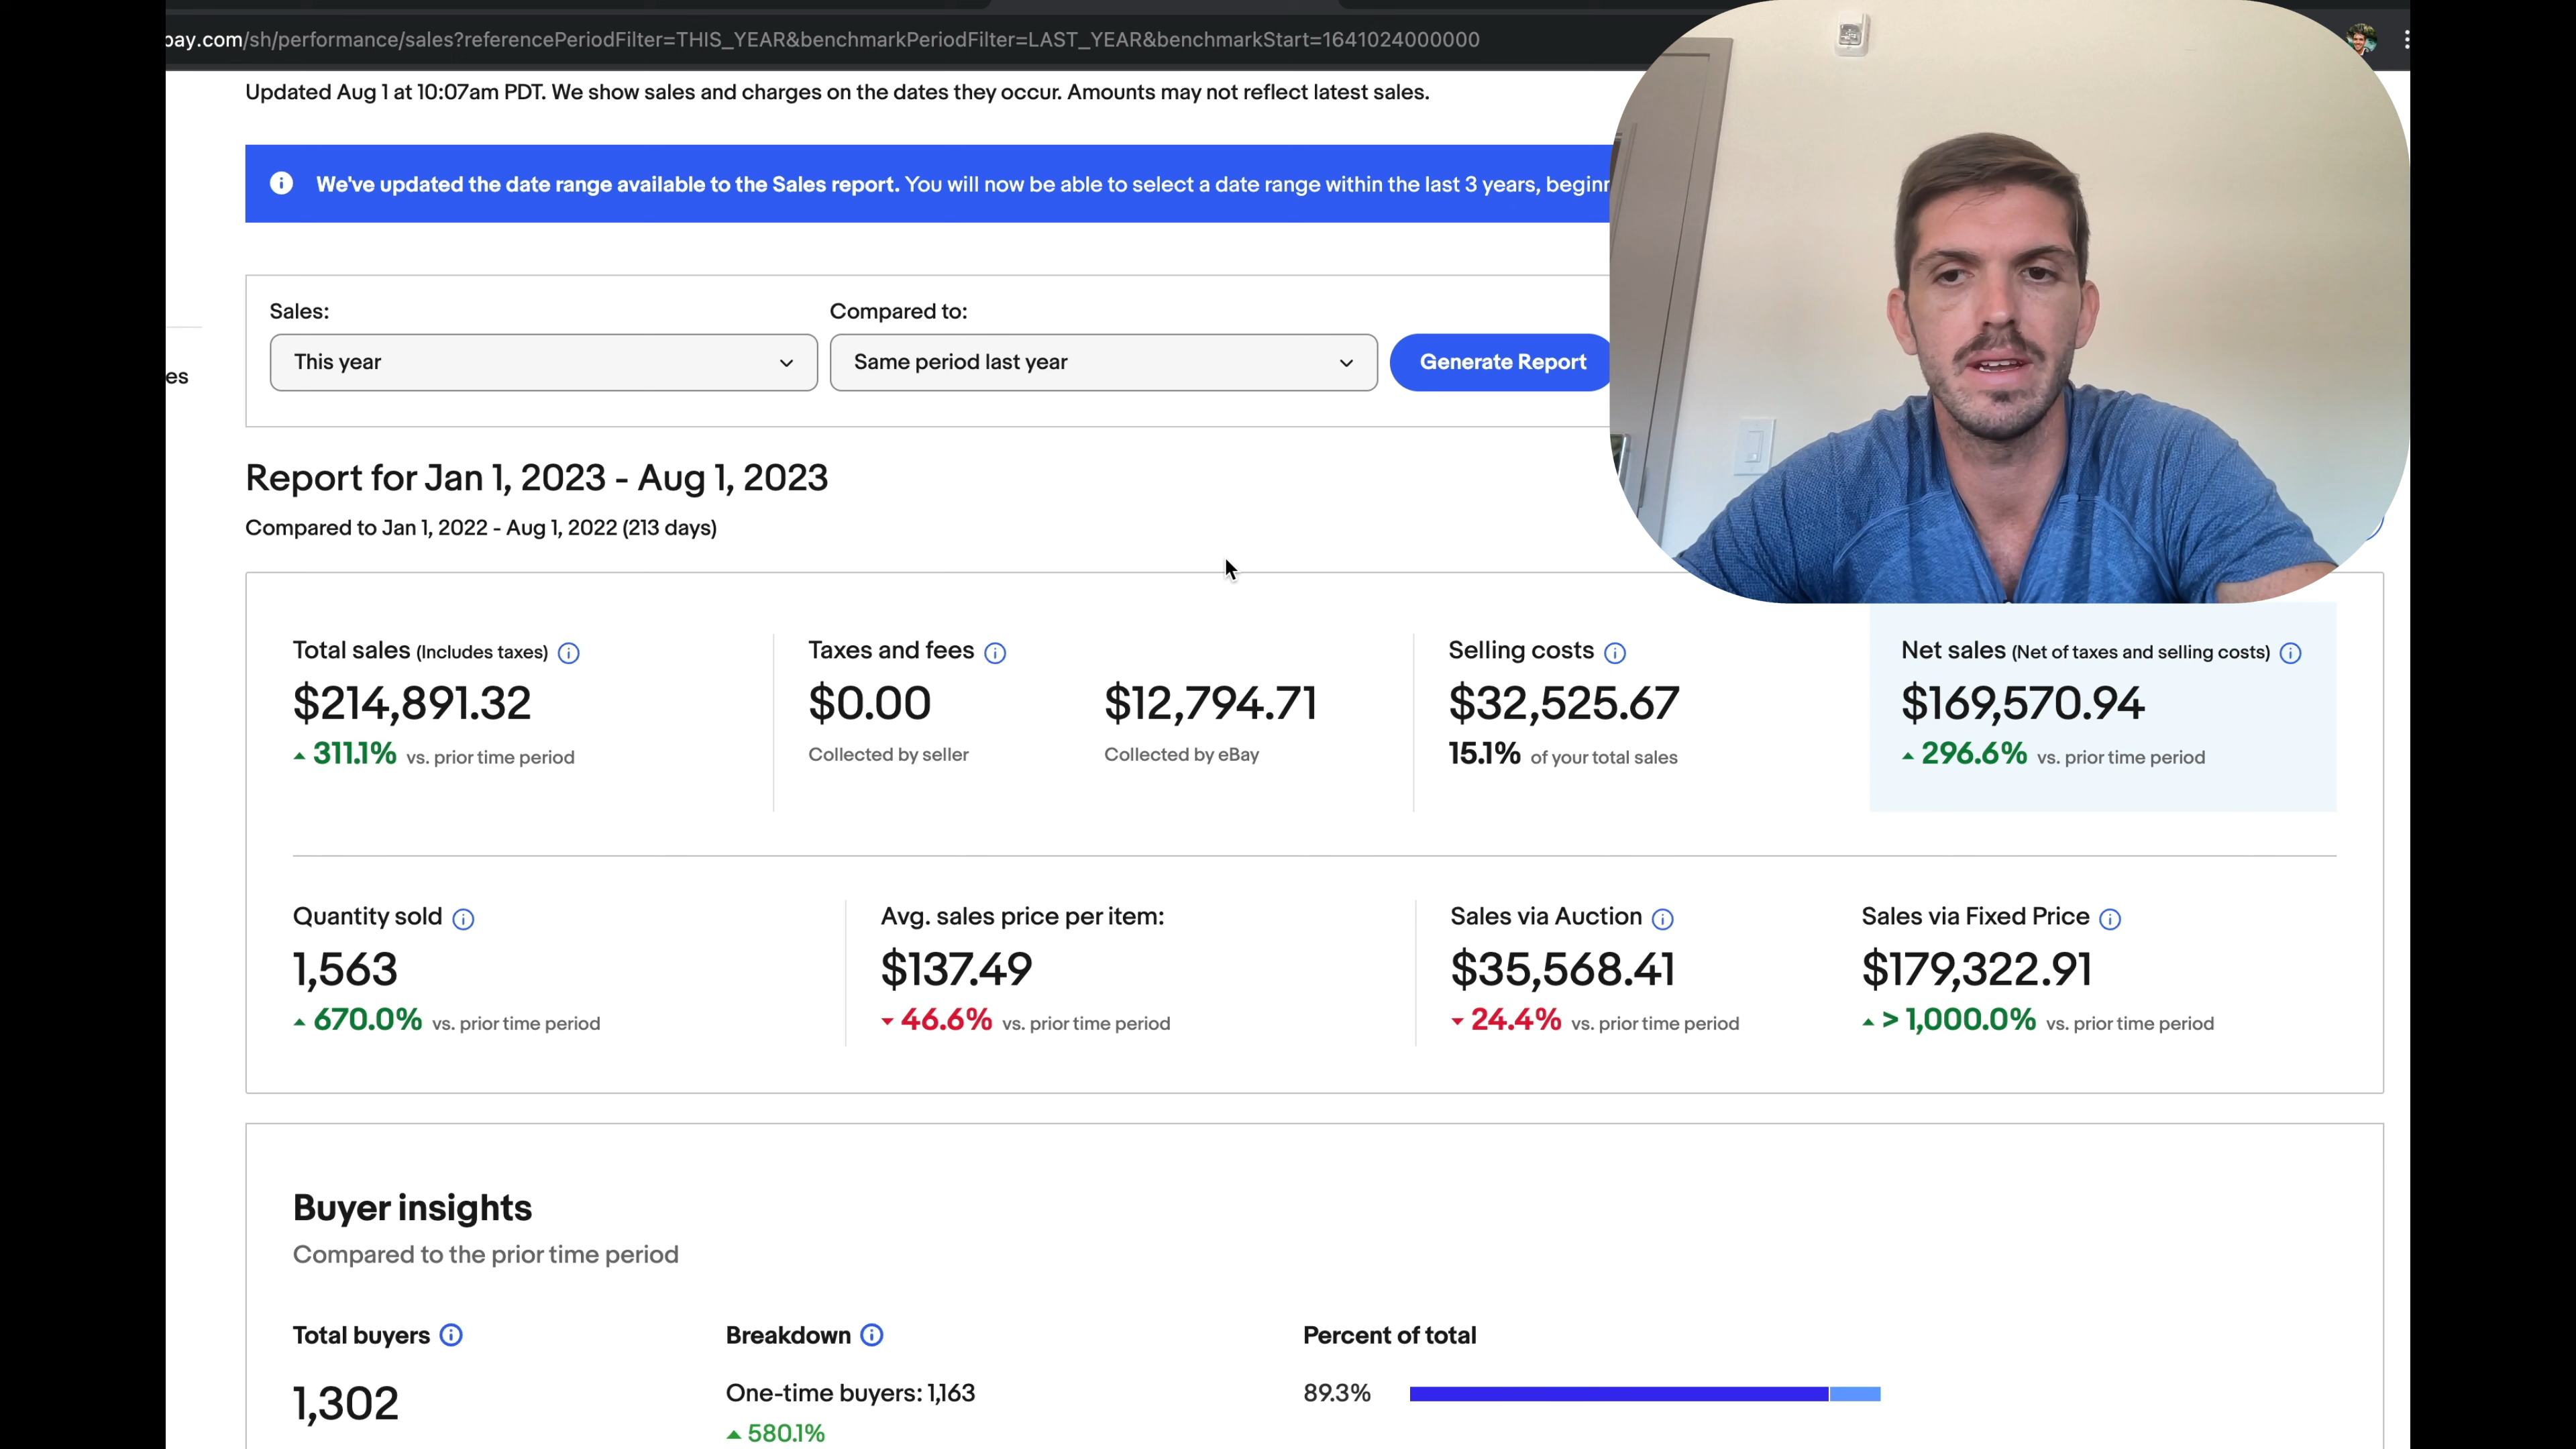 bay.com/sh/performance/sales?referencePeriodFilter=THIS_YEAR&benchmarkPeriodFilter=LAST_YEAR&benchmarkStart=1641024000000
Updated Aug 1 at 10:07am PDT. We show sales and charges on the dates they occur. Amounts may not reflect latest sales.
We've updated the date range available to the Sales report. You will now be able to select a date range within the last 3 years, beginn
Sales:
Compared to:
This year
Same period last year
Generate Report
es
Report for Jan 1, 2023 - Aug 1, 2023
Compared to Jan 1, 2022 - Aug 1, 2022 (213 days)
Total sales (Includes taxes)
$214,891.32
311.1% vs. prior time period
Taxes and fees
$0.00
Collected by seller
$12,794.71
Collected by eBay
Selling costs
$32,525.67
15.1% of your total sales
Net sales (Net of taxes and selling costs)
$169,570.94
296.6% vs. prior time period
Quantity sold
1,563
670.0% vs. prior time period
Avg. sales price per item:
$137.49
46.6% vs. prior time period
Sales via Auction
$35,568.41
24.4% vs. prior time period
Sales via Fixed Price
$179,322.91
> 1,000.0% vs. prior time period
Buyer insights
Compared to the prior time period
Total buyers
1,302
Breakdown
One-time buyers: 1,163
580.1%
Percent of total
89.3%